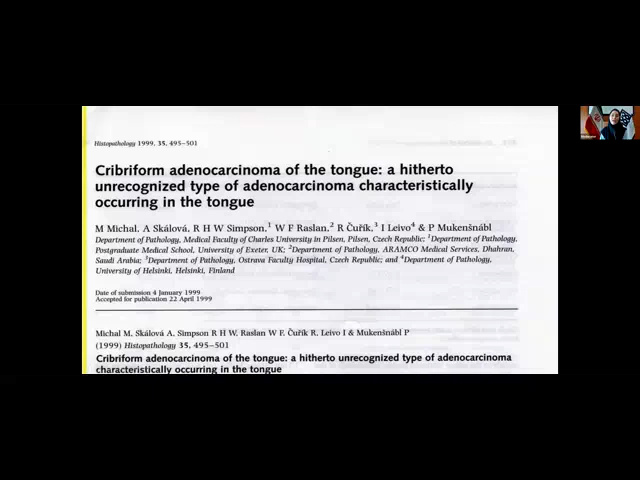 Histopathology 1999, 35, 495–501
Cribriform adenocarcinoma of the tongue: a hitherto
unrecognized type of adenocarcinoma characteristically
occurring in the tongue
M Michal, A Skálová, R H W Simpson,¹ W F Raslan,² R Čuřík,³ I Leivo⁴ & P Mukenšnábl
Department of Pathology, Medical Faculty of Charles University in Pilsen, Pilsen, Czech Republic; ¹Department of Pathology,
Postgraduate Medical School, University of Exeter, UK; ²Department of Pathology, ARAMCO Medical Services, Dhahran,
Saudi Arabia; ³Department of Pathology, Ostrava Faculty Hospital, Czech Republic; and ⁴Department of Pathology,
University of Helsinki, Helsinki, Finland
Date of submission 4 January 1999
Accepted for publication 22 April 1999
Michal M, Skálová A, Simpson R H W, Raslan W F, Čuřík R, Leivo I & Mukenšnábl P
(1999) Histopathology 35, 495–501
Cribriform adenocarcinoma of the tongue: a hitherto unrecognized type of adenocarcinoma
characteristically occurring in the tongue